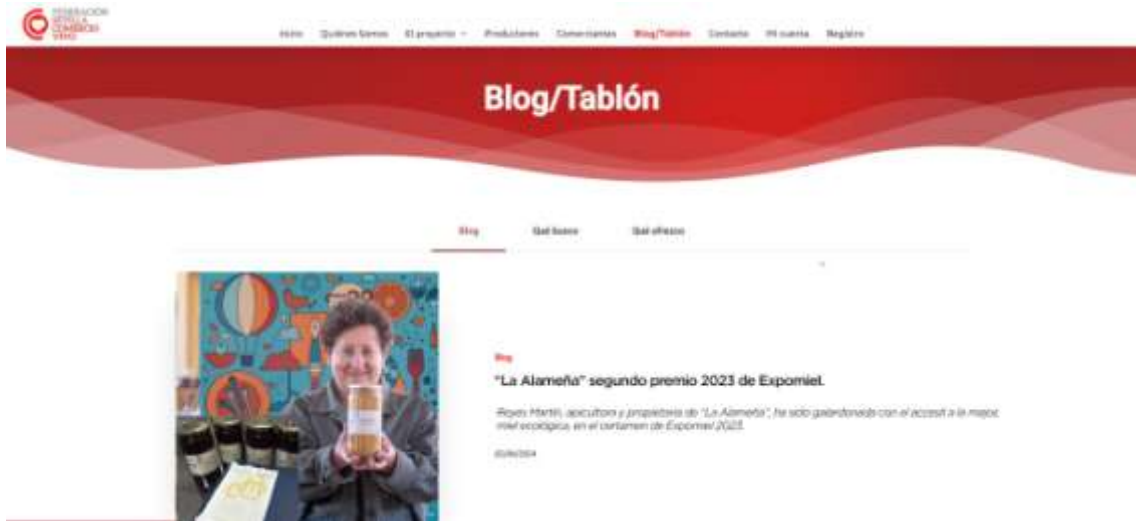 FEDERACIÓN
SEVILLA
COMERCIO
VIVO
Inicio Quiénes Somos El proyecto Productores Comerciantes Blog/Tablón Contacto Mi cuenta Registro
Blog/Tablón
Blog Qué busco Qué ofrezco
Blog
"La Alameña" segundo premio 2023 de Expomiel.
Reyes Martín, apicultora y propietaria de "La Alameña", ha sido galardonada con el accesit a la mejor
miel ecológica, en el certamen de Expomiel 2023.